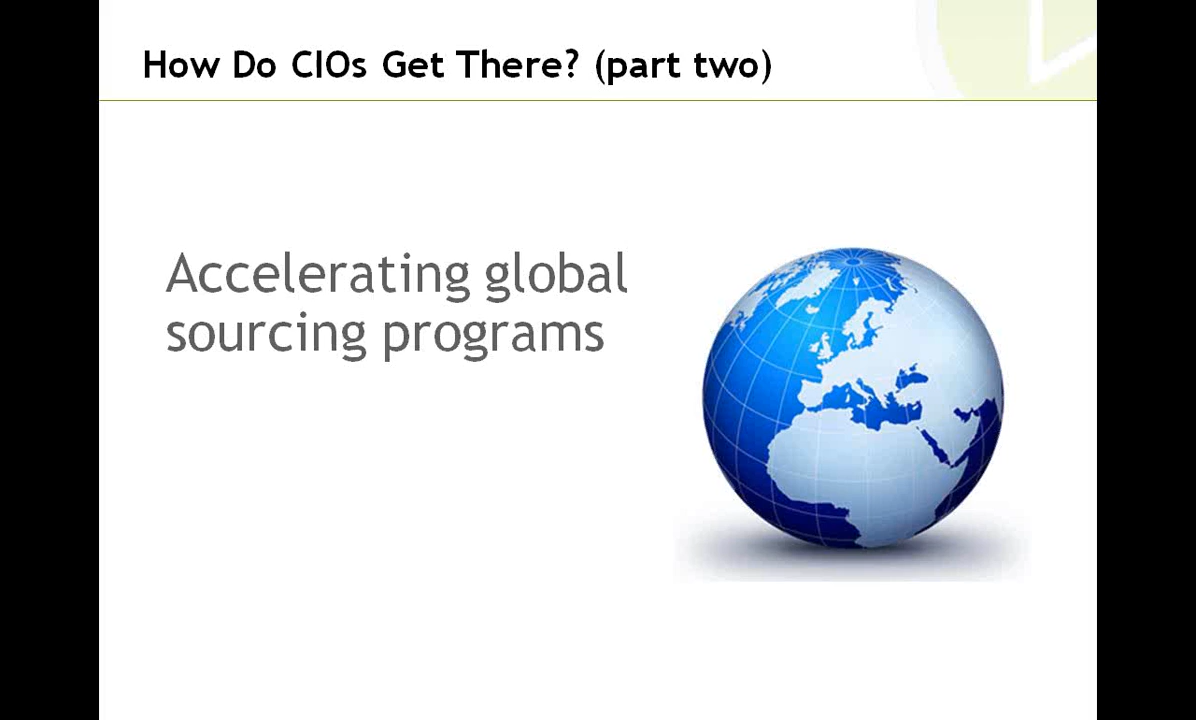 How Do CIOs Get There? (part two)
Accelerating global
sourcing programs